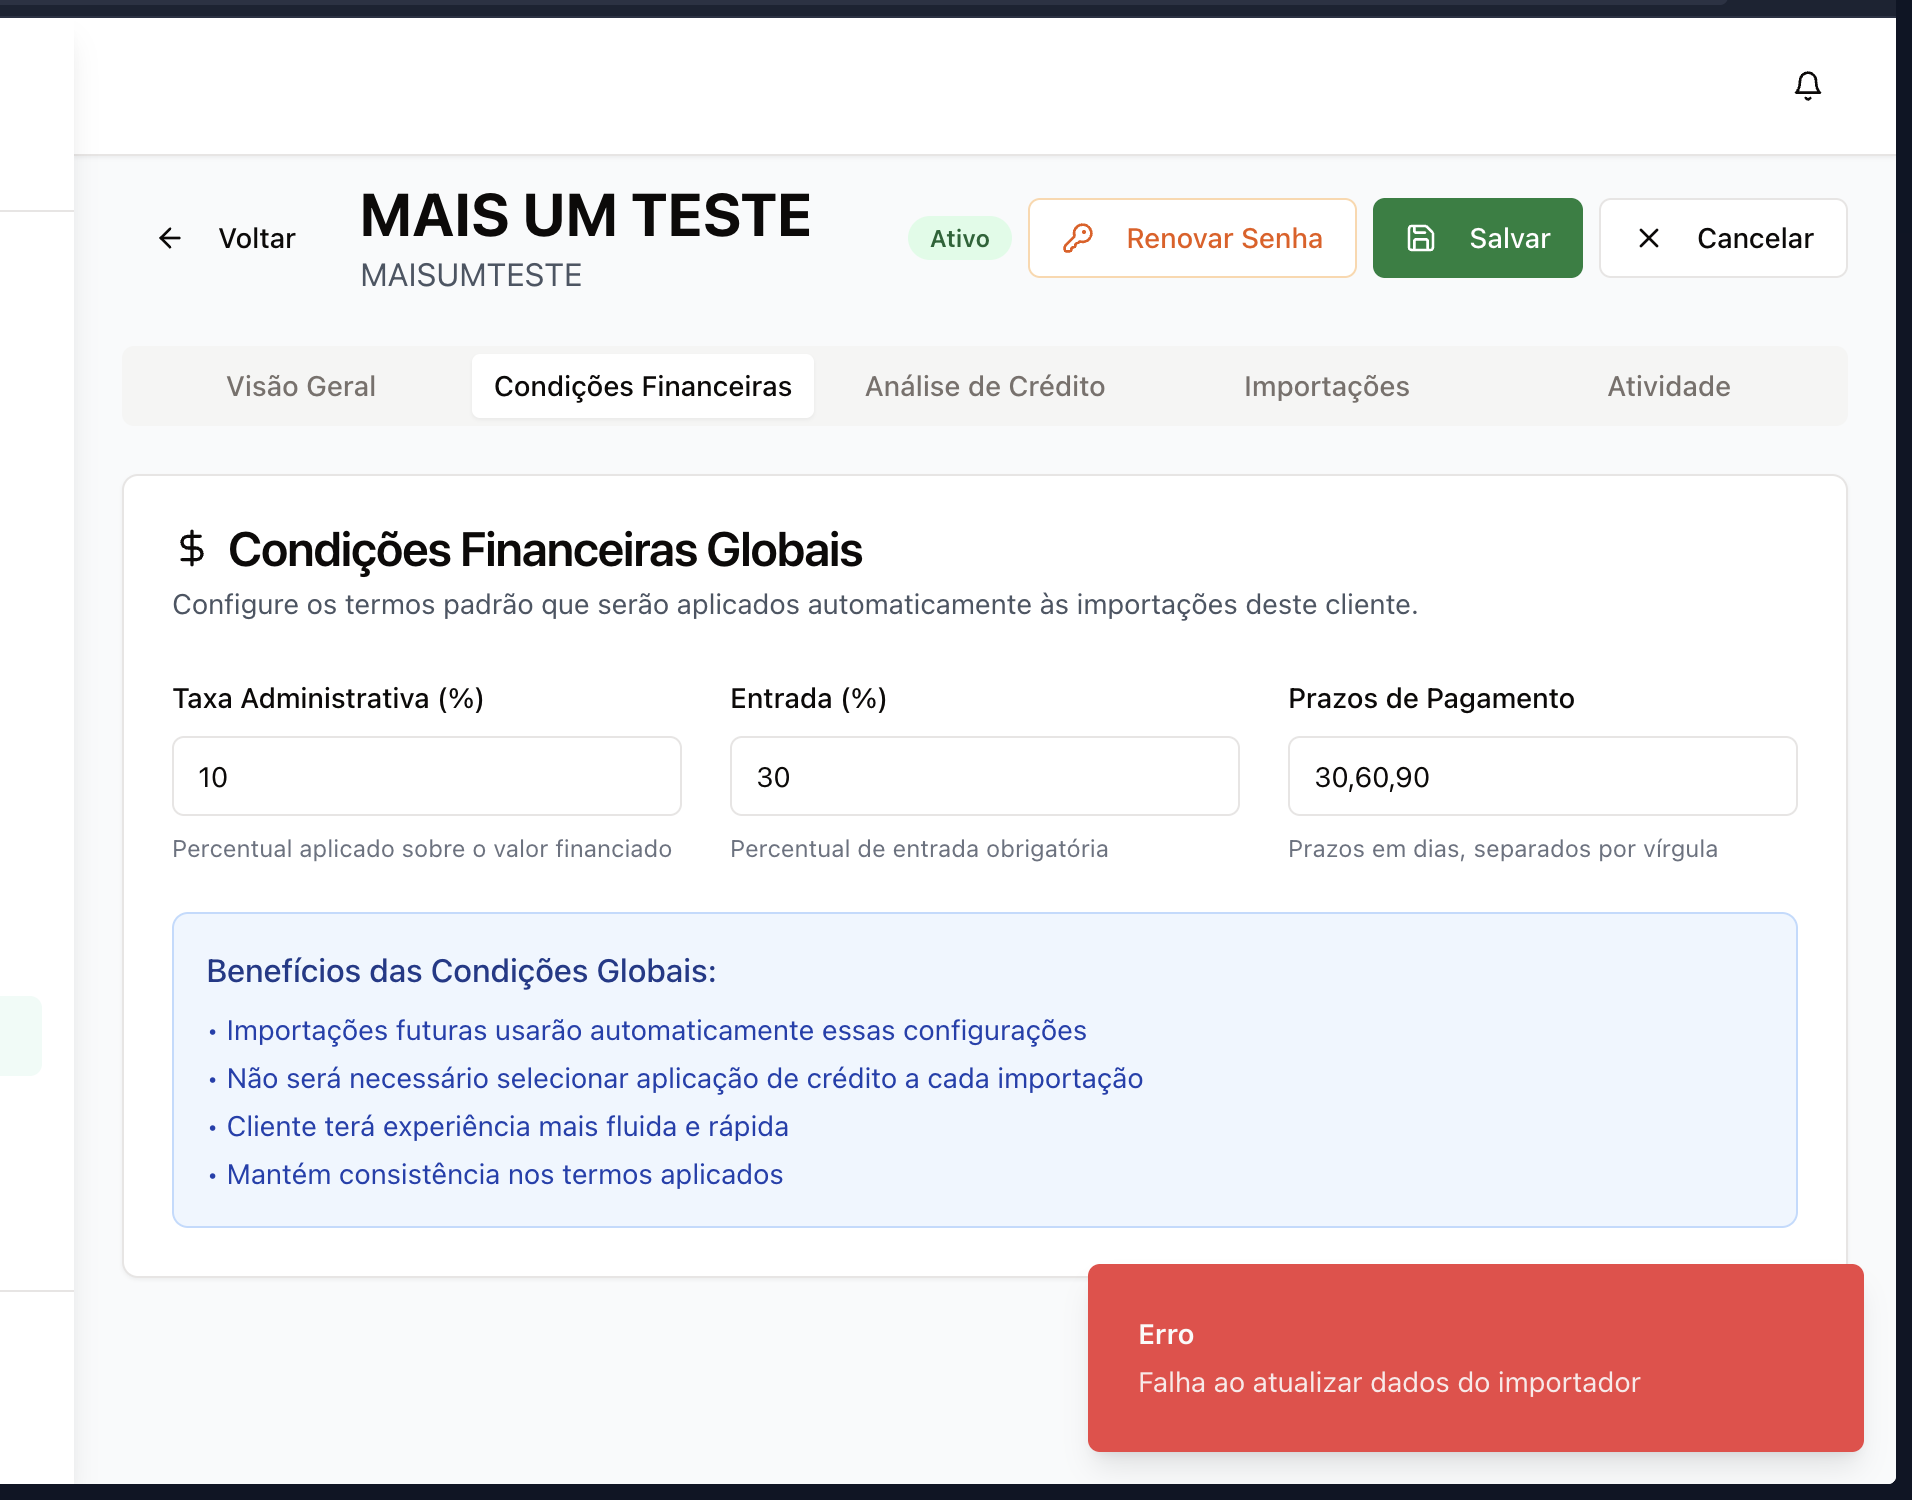 Voltar
MAIS UM TESTE
MAISUMTESTE
Ativo
Renovar Senha
Salvar
Cancelar
Visão Geral
Condições Financeiras
Análise de Crédito
Importações
Atividade
$ Condições Financeiras Globais
Configure os termos padrão que serão aplicados automaticamente às importações deste cliente.
Taxa Administrativa (%)
10
Percentual aplicado sobre o valor financiado
Entrada (%)
30
Percentual de entrada obrigatória
Prazos de Pagamento
30,60,90
Prazos em dias, separados por vírgula
Benefícios das Condições Globais:
• Importações futuras usarão automaticamente essas configurações
• Não será necessário selecionar aplicação de crédito a cada importação
• Cliente terá experiência mais fluida e rápida
• Mantém consistência nos termos aplicados
Erro
Falha ao atualizar dados do importador